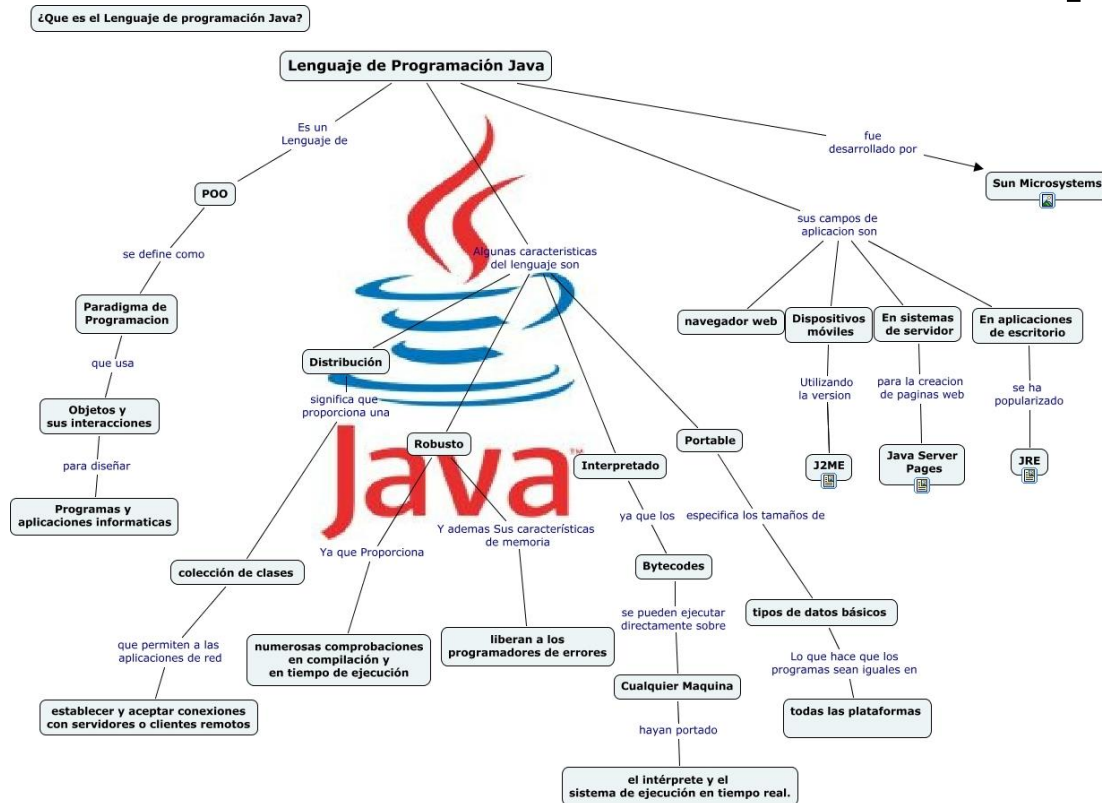 ¿Que es el Lenguaje de programación Java?
Lenguaje de Programación Java
Es un
Lenguaje de
POO
se define como
Paradigma de
Programacion
que usa
Objetos y
sus interacciones
para diseñar
Programas y
aplicaciones informaticas
Algunas caracteristicas
del lenguaje son
Distribución
significa que
proporciona una
colección de clases
que permiten a las
aplicaciones de red
establecer y aceptar conexiones
con servidores o clientes remotos
Robusto
Ya que Proporciona
numerosas comprobaciones
en compilación y
en tiempo de ejecución
Y ademas Sus características
de memoria
liberan a los
programadores de errores
Interpretado
ya que los
Bytecodes
se pueden ejecutar
directamente sobre
Cualquier Maquina
hayan portado
el intérprete y el
sistema de ejecución en tiempo real.
Portable
especifica los tamaños de
tipos de datos básicos
Lo que hace que los
programas sean iguales en
todas las plataformas
sus campos de
aplicacion son
navegador web
Dispositivos
móviles
Utilizando
la version
J2ME
En sistemas
de servidor
para la creacion
de paginas web
Java Server
Pages
En aplicaciones
de escritorio
se ha
popularizado
JRE
fue
desarrollado por
Sun Microsystems
Java™